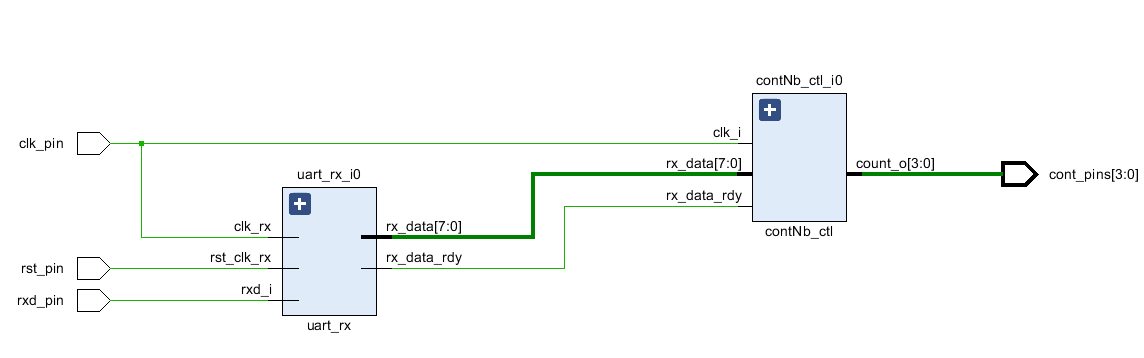 contNb_ctl_i0
clk_i
clk_pin
rx_data[7:0]
count_o[3:0]
cont_pins[3:0]
uart_rx_i0
rx_data_rdy
clk_rx
rx_data[7:0]
contNb_ctl
rst_clk_rx
rx_data_rdy
rst_pin
rxd_i
rxd_pin
uart_rx